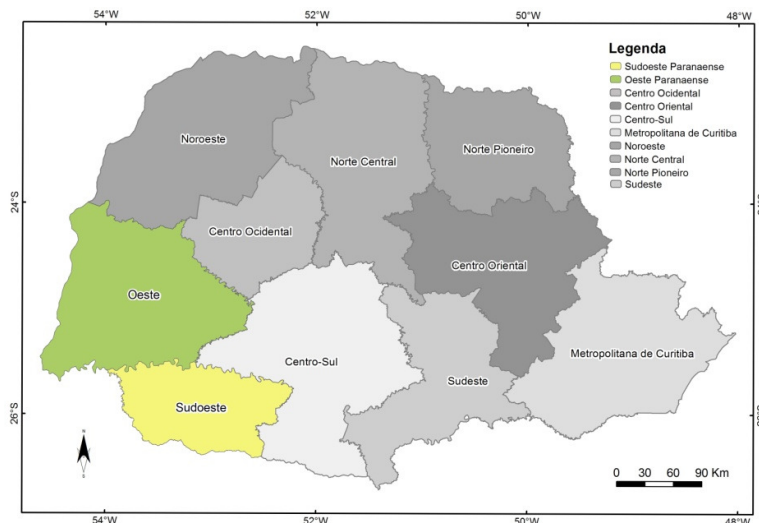 54°W
52°W
50°W
48°W
Legenda
Sudoeste Paranaense
Oeste Paranaense
Centro Ocidental
Centro Oriental
Centro-Sul
Metropolitana de Curitiba
Noroeste
Norte Central
Norte Pioneiro
Sudeste
Noroeste
Norte Pioneiro
Norte Central
24°S
Centro Ocidental
Centro Oriental
Oeste
Metropolitana de Curitiba
Centro-Sul
Sudeste
Sudoeste
26°S
0 30 60 90 Km
54°W
52°W
50°W
48°W